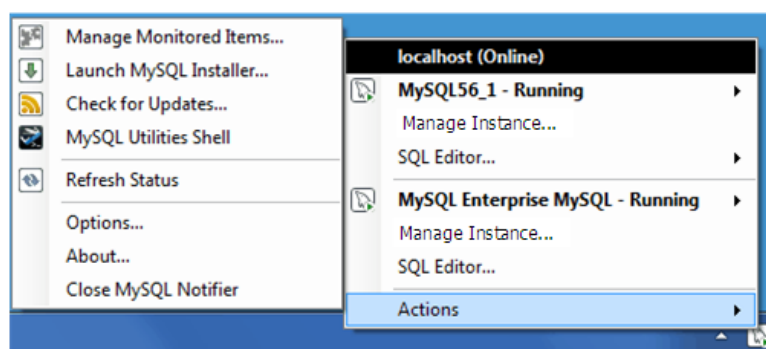 Manage Monitored Items...
Launch MySQL Installer...
Check for Updates...
MySQL Utilities Shell
Refresh Status
Options...
About...
Close MySQL Notifier
localhost (Online)
MySQL56_1 - Running
Manage Instance...
SQL Editor...
MySQL Enterprise MySQL - Running
Manage Instance...
SQL Editor...
Actions